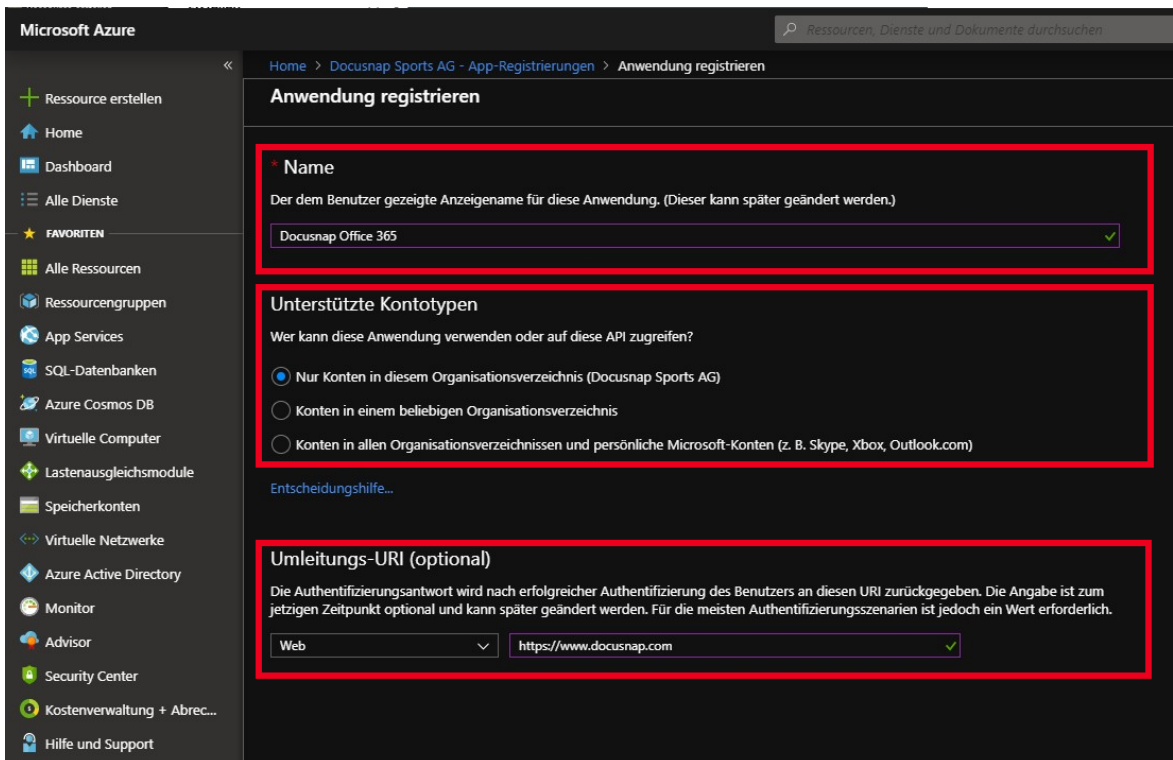 Microsoft Azure
Ressourcen, Dienste und Dokumente durchsuchen
«
Home > Docusnap Sports AG - App-Registrierungen > Anwendung registrieren
Anwendung registrieren
Ressource erstellen
Home
Dashboard
Alle Dienste
FAVORITEN
Alle Ressourcen
Ressourcengruppen
App Services
SQL-Datenbanken
Azure Cosmos DB
Virtuelle Computer
Lastenausgleichsmodule
Speicherkonten
Virtuelle Netzwerke
Azure Active Directory
Monitor
Advisor
Security Center
Kostenverwaltung + Abrec...
Hilfe und Support
* Name
Der dem Benutzer gezeigte Anzeigename für diese Anwendung. (Dieser kann später geändert werden.)
Docusnap Office 365
Unterstützte Kontotypen
Wer kann diese Anwendung verwenden oder auf diese API zugreifen?
Nur Konten in diesem Organisationsverzeichnis (Docusnap Sports AG)
Konten in einem beliebigen Organisationsverzeichnis
Konten in allen Organisationsverzeichnissen und persönliche Microsoft-Konten (z. B. Skype, Xbox, Outlook.com)
Entscheidungshilfe...
Umleitungs-URI (optional)
Die Authentifizierungsantwort wird nach erfolgreicher Authentifizierung des Benutzers an diesen URI zurückgegeben. Die Angabe ist zum
jetzigen Zeitpunkt optional und kann später geändert werden. Für die meisten Authentifizierungsszenarien ist jedoch ein Wert erforderlich.
Web
https://www.docusnap.com